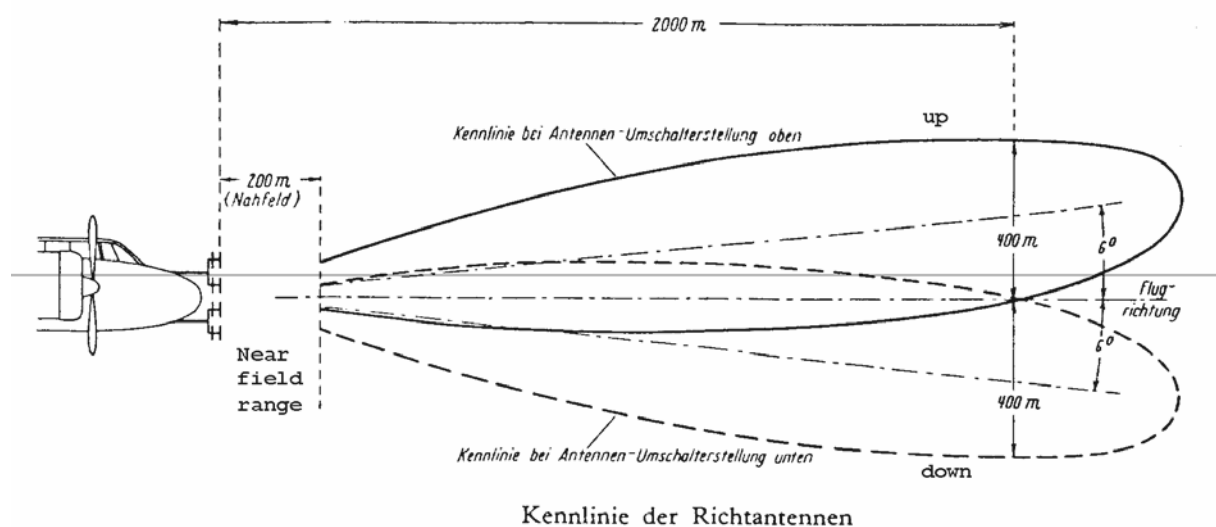 2000 m.
Kennlinie bei Antennen-Umschalterstellung oben
up
200 m
(Nahfeld)
400 m
6°
Flug-
richtung
6°
Near
field
range
400 m
Kennlinie bei Antennen-Umschalterstellung unten
down
Kennlinie der Richtantennen